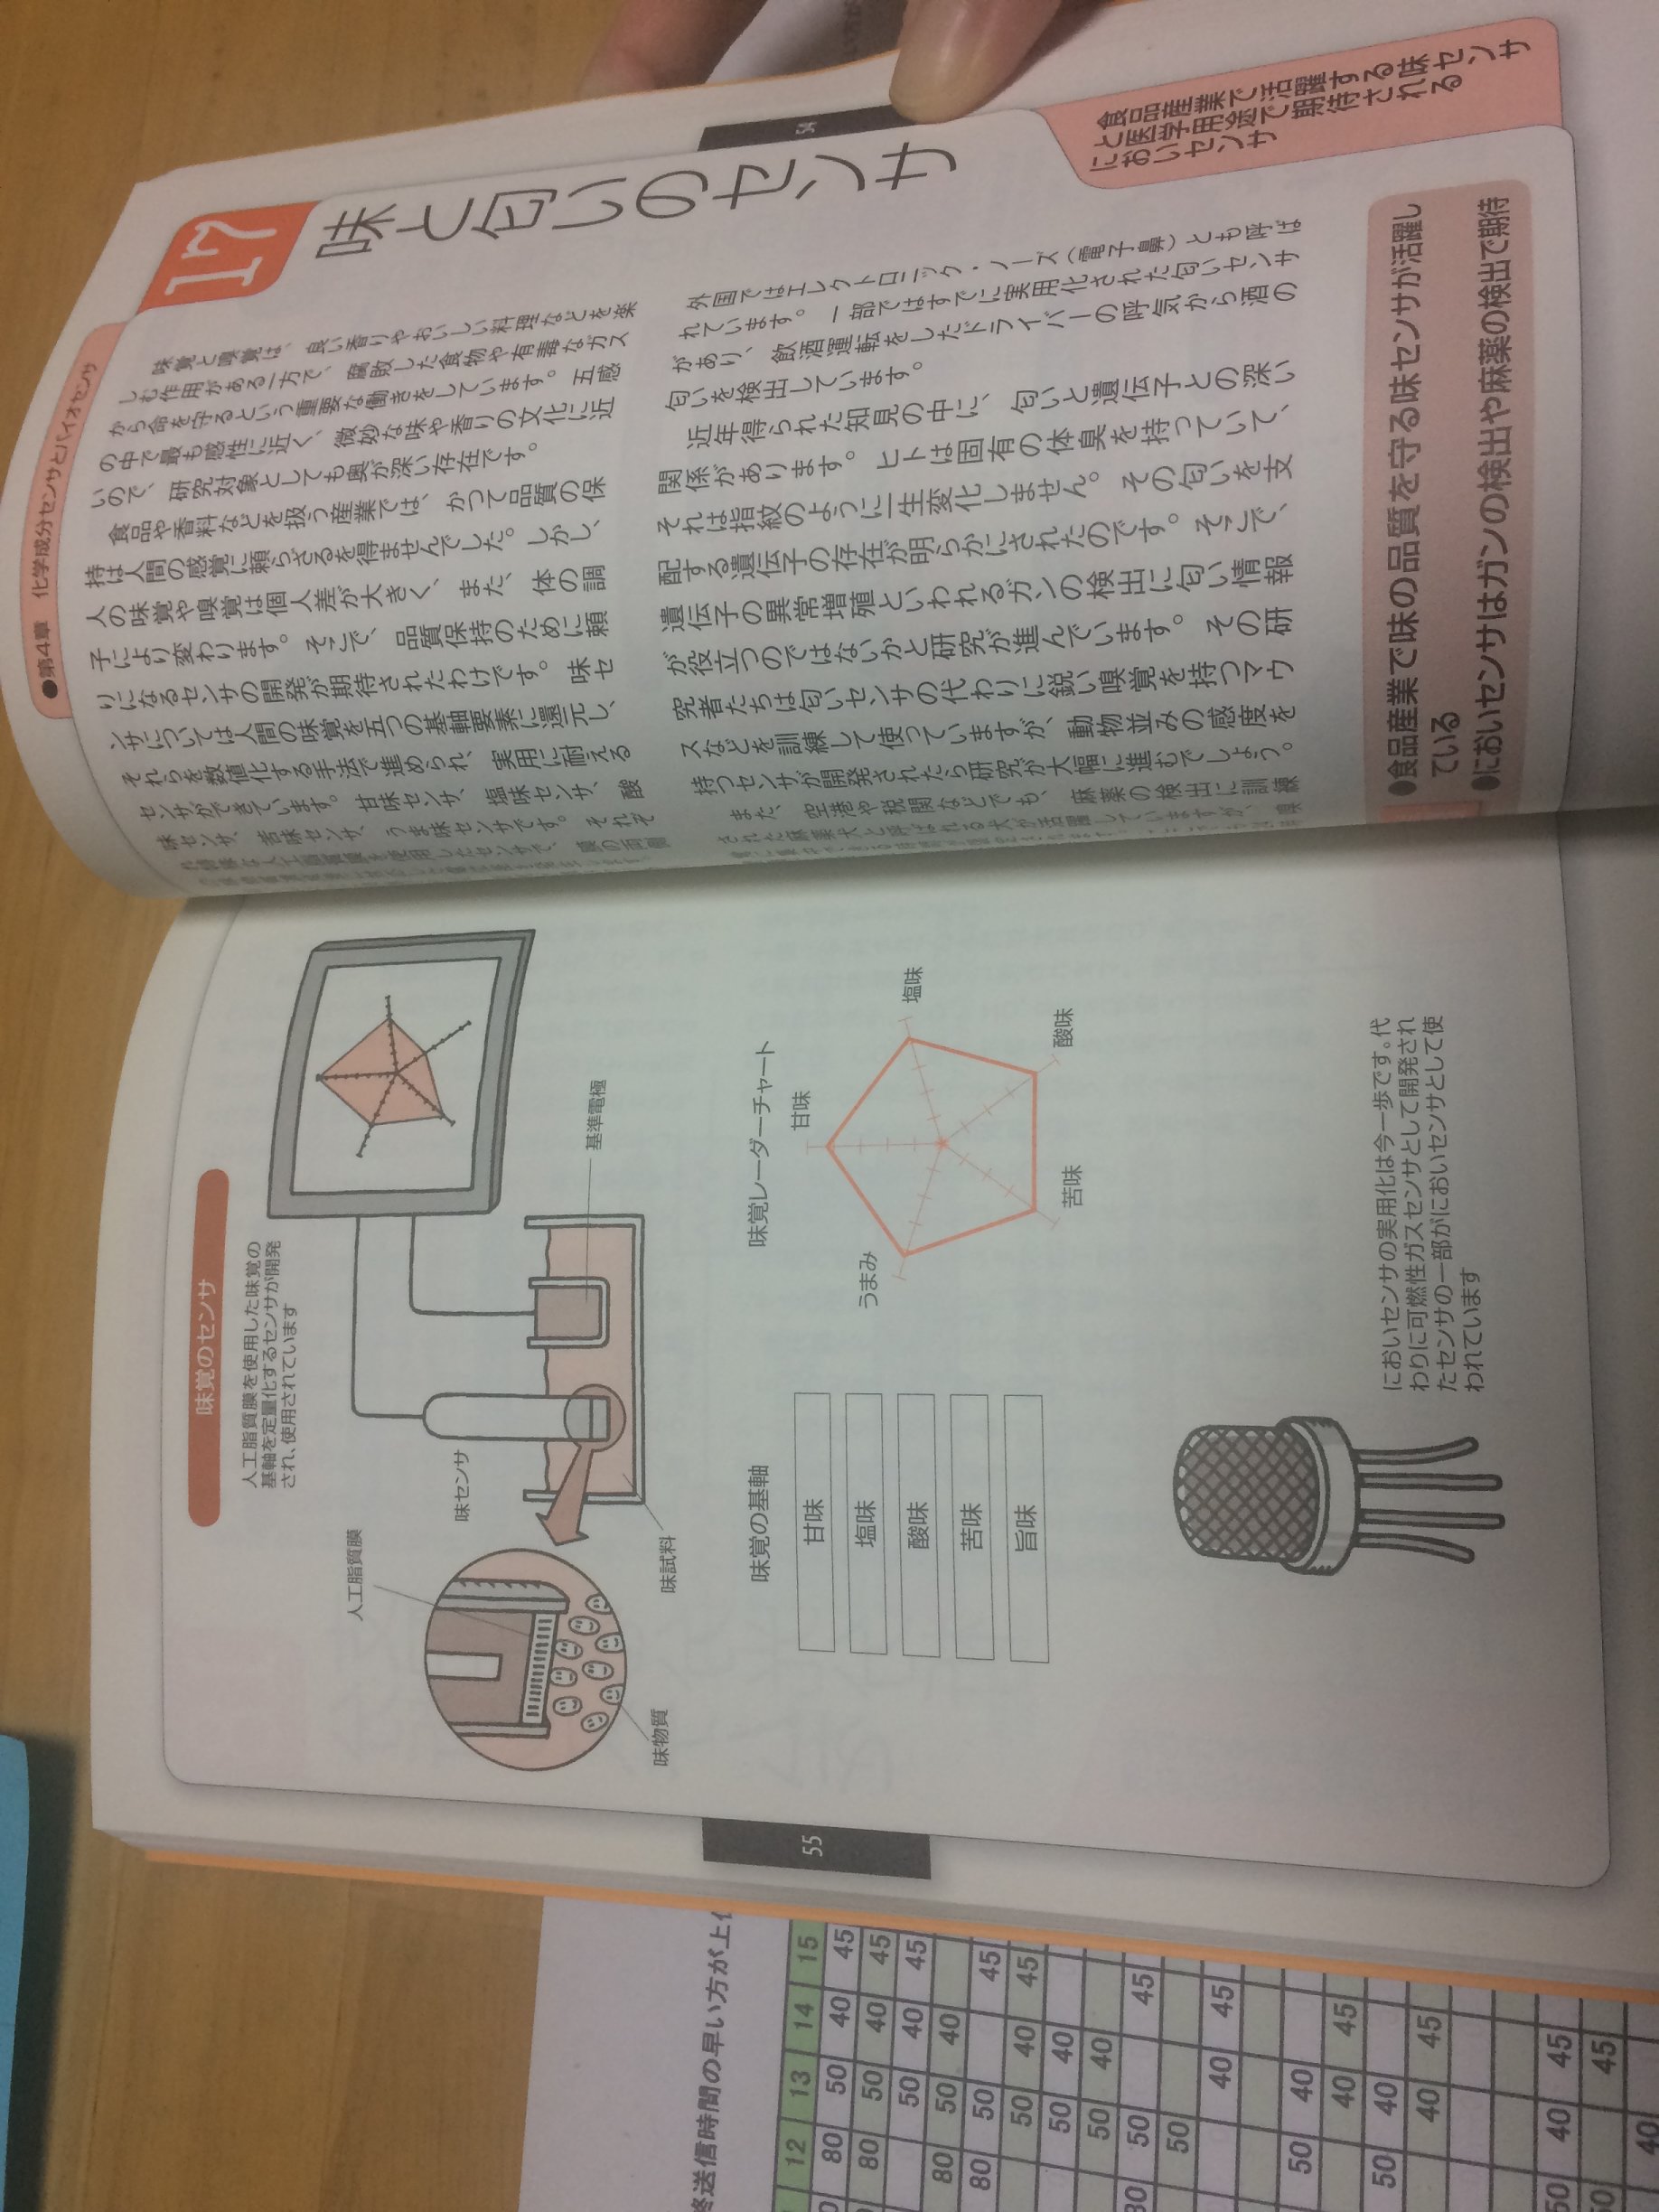 ●第4章 化学成分センサとバイオセンサ
17
味と匂いのセンサ
食品産業で活躍する味センサ
と医学用途で期待される
においセンサ
味覚と嗅覚は、良い香りやおいしい料理などを楽
しむ作用がある一方で、腐敗した食物や有毒なガス
から命を守るという重要な働きをしています。五感
の中で最も感性に近く、微妙な味や香りの文化に近
いので、研究対象としても奥が深い存在です。
食品や香料などを扱う産業では、かつて品質の保
持は人間の感覚に頼らざるを得ませんでした。しかし、
人の味覚や嗅覚は個人差が大きく、また、体の調
子により変わります。そこで、品質保持のために頼
りになるセンサの開発が期待されたわけです。味セ
ンサについては人間の味覚を五つの基軸要素に還元し、
それらを数値化する手法で進められ、実用に耐える
センサができています。甘味センサ、塩味センサ、酸
味センサ、苦味センサ、うま味センサです。それぞ
外国ではエレクトロニック・ノーズ（電子鼻）とも呼ば
れています。一部ではすでに実用化された匂いセンサ
があり、飲酒運転をしたドライバーの呼気から酒の
匂いを検出しています。
近年得られた知見の中に、匂いと遺伝子との深い
関係があります。ヒトは固有の体臭を持っていて、
それは指紋のように一生変化しません。その匂いを支
配する遺伝子の存在が明らかにされたのです。そこで、
遺伝子の異常増殖といわれるガンの検出に匂い情報
が役立つのではないかと研究が進んでいます。その研
究者たちは匂いセンサの代わりに鋭い嗅覚を持つマウ
スなどを訓練して使っていますが、動物並みの感度を
持つセンサが開発されたら研究が大幅に進むでしょう。
また、空港や税関などでも、麻薬の検出に訓練
された麻薬犬と呼ばれる犬が活躍していますが、嗅
●食品産業で味の品質を守る味センサが活躍し
ている
●においセンサはガンの検出や麻薬の検出で期待
54
味覚のセンサ
人工脂質膜を使用した味覚の
基軸を定量化するセンサが開発
され、使用されています
人工脂質膜
味センサ
基準電極
味物質
味試料
味覚の基軸
甘味
塩味
酸味
苦味
旨味
味覚レーダーチャート
甘味
うまみ
塩味
苦味
酸味
においセンサの実用化は今一歩です。代
わりに可燃性ガスセンサとして開発され
たセンサの一部がにおいセンサとして使
われています
55
終送信時間の早い方が上
12 13 14 15
80 50 40 45
80 50 40 45
50 40 45
80 50 40
80 50 45
50 40 45
50 40
50 40
50 45
50
40 45
50 40
40 45
50 40
40 45
50 40 45
45
40